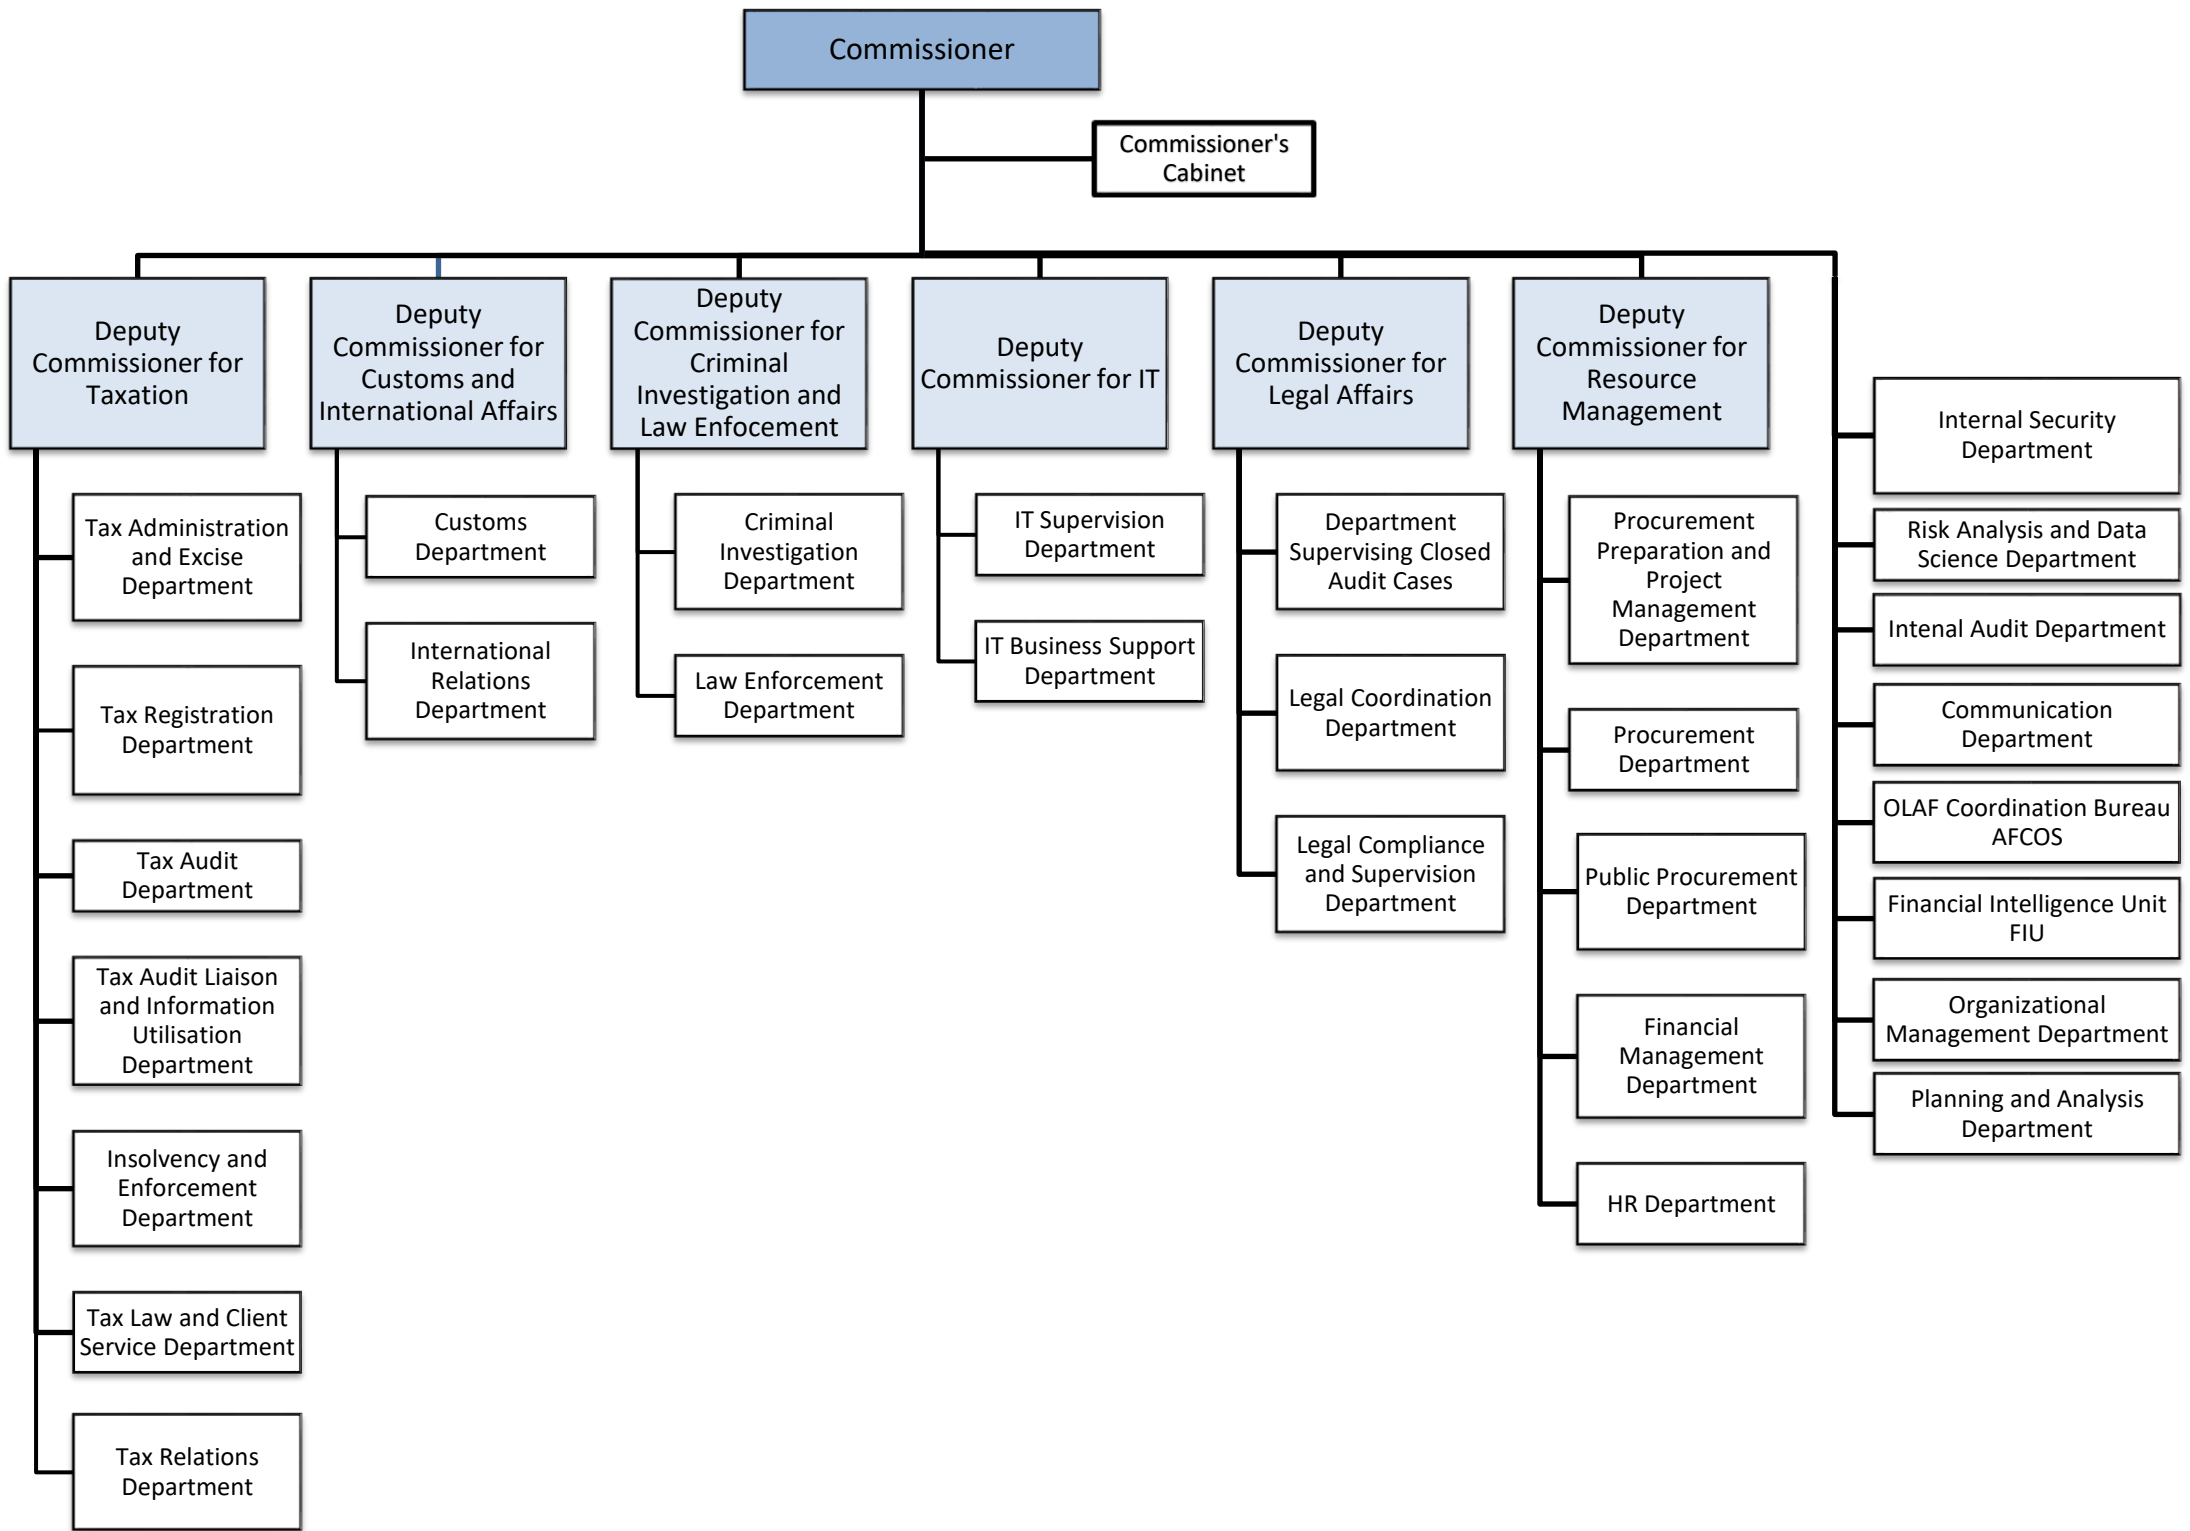 Commissioner
Commissioner's
Cabinet
Deputy
Commissioner for
Taxation
Tax Administration
and Excise
Department
Tax Registration
Department
Tax Audit
Department
Tax Audit Liaison
and Information
Utilisation
Department
Insolvency and
Enforcement
Department
Tax Law and Client
Service Department
Tax Relations
Department
Deputy
Commissioner for
Customs and
International Affairs
Customs
Department
International
Relations
Department
Deputy
Commissioner for
Criminal
Investigation and
Law Enfocement
Criminal
Investigation
Department
Law Enforcement
Department
Deputy
Commissioner for IT
IT Supervision
Department
IT Business Support
Department
Deputy
Commissioner for
Legal Affairs
Department
Supervising Closed
Audit Cases
Legal Coordination
Department
Legal Compliance
and Supervision
Department
Deputy
Commissioner for
Resource
Management
Procurement
Preparation and
Project
Management
Department
Procurement
Department
Public Procurement
Department
Financial
Management
Department
HR Department
Internal Security
Department
Risk Analysis and Data
Science Department
Intenal Audit Department
Communication
Department
OLAF Coordination Bureau
AFCOS
Financial Intelligence Unit
FIU
Organizational
Management Department
Planning and Analysis
Department